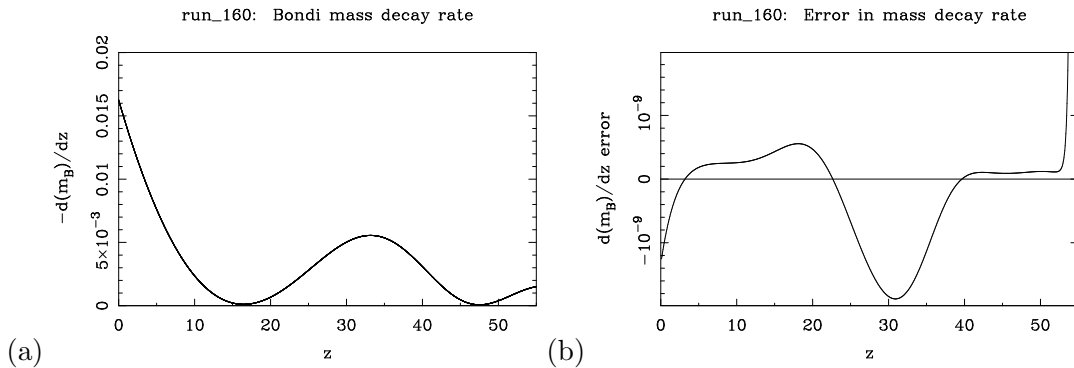 run_160: Bondi mass decay rate
−d(m_B)/dz
0.02
0.015
0.01
5×10⁻³
0
0 10 20 30 40 50
z
(a)
run_160: Error in mass decay rate
d(m_B)/dz error
10⁻⁹
0
−10⁻⁹
0 10 20 30 40 50
z
(b)